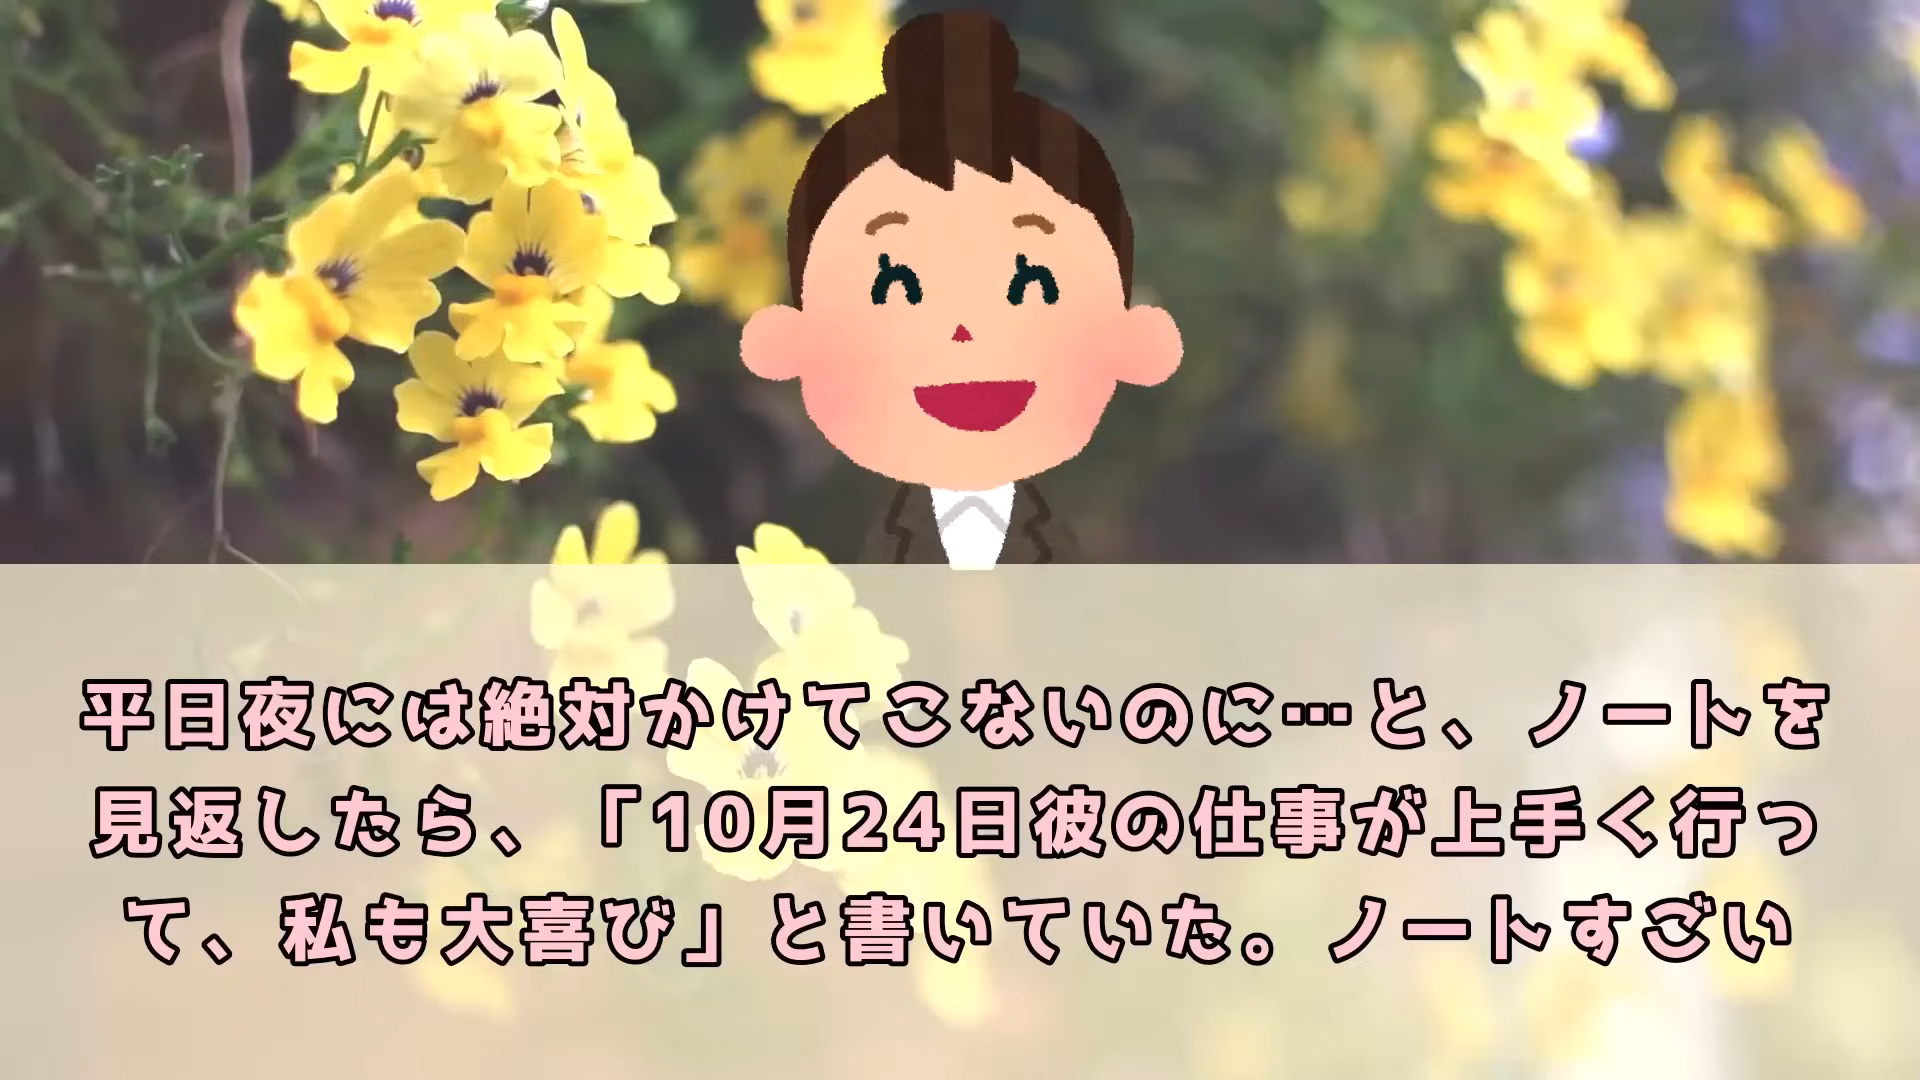 平日夜には絶対かけてこないのに…と、ノートを
見返したら、「10月24日彼の仕事が上手く行っ
て、私も大喜び」と書いていた。ノートすごい